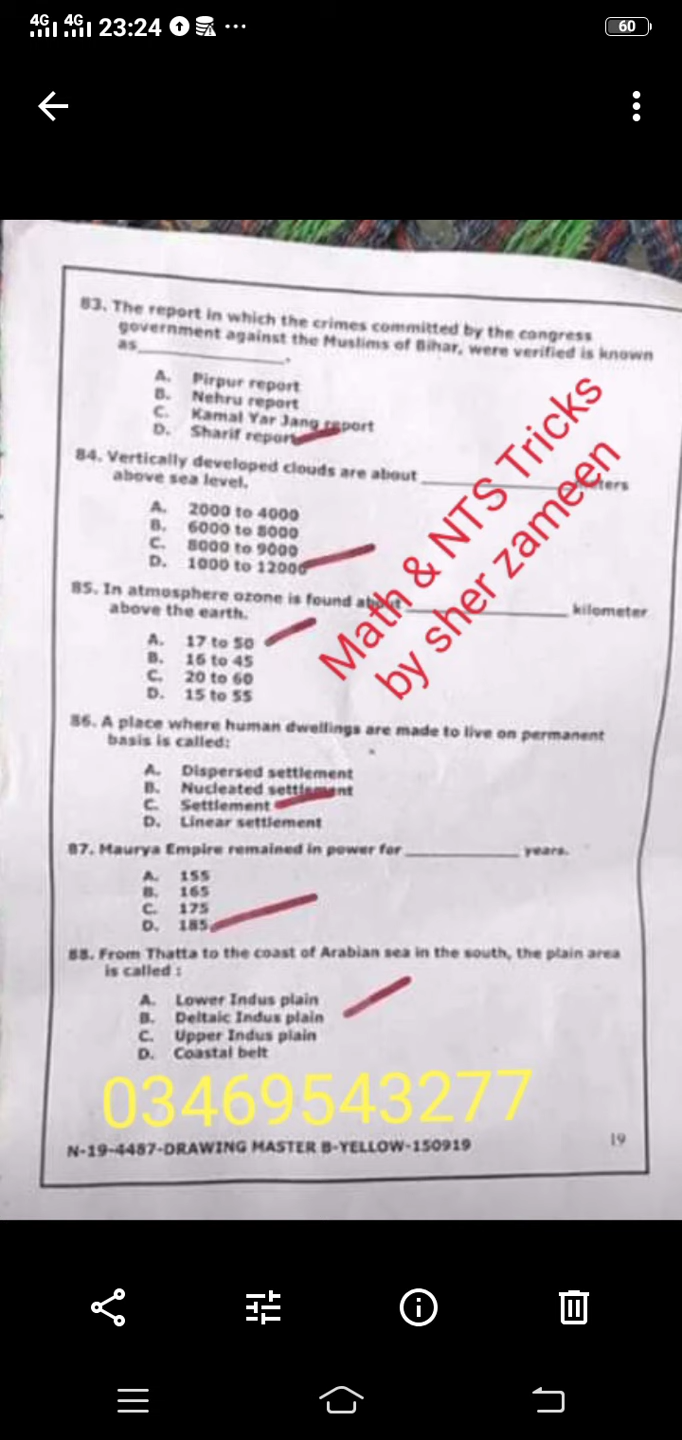 4G 4G 23:24 ... 60
83. The report in which the crimes committed by the congress
government against the Muslims of Bihar, were verified is known
as______________.
A. Pirpur report
B. Nehru report
C. Kamal Yar Jang report
D. Sharif report
84. Vertically developed clouds are about ______________ meters
above sea level.
A. 2000 to 4000
B. 6000 to 8000
C. 8000 to 9000
D. 1000 to 12000
85. In atmosphere ozone is found about ______________ kilometer
above the earth.
A. 17 to 50
B. 16 to 45
C. 20 to 60
D. 15 to 55
86. A place where human dwellings are made to live on permanent
basis is called:
A. Dispersed settlement
B. Nucleated settlement
C. Settlement
D. Linear settlement
87. Maurya Empire remained in power for __________ years.
A. 155
B. 165
C. 175
D. 185
88. From Thatta to the coast of Arabian sea in the south, the plain area
is called :
A. Lower Indus plain
B. Deltaic Indus plain
C. Upper Indus plain
D. Coastal belt
Math & NTS Tricks
by sher zameen
03469543277
N-19-4487-DRAWING MASTER B-YELLOW-150919
19